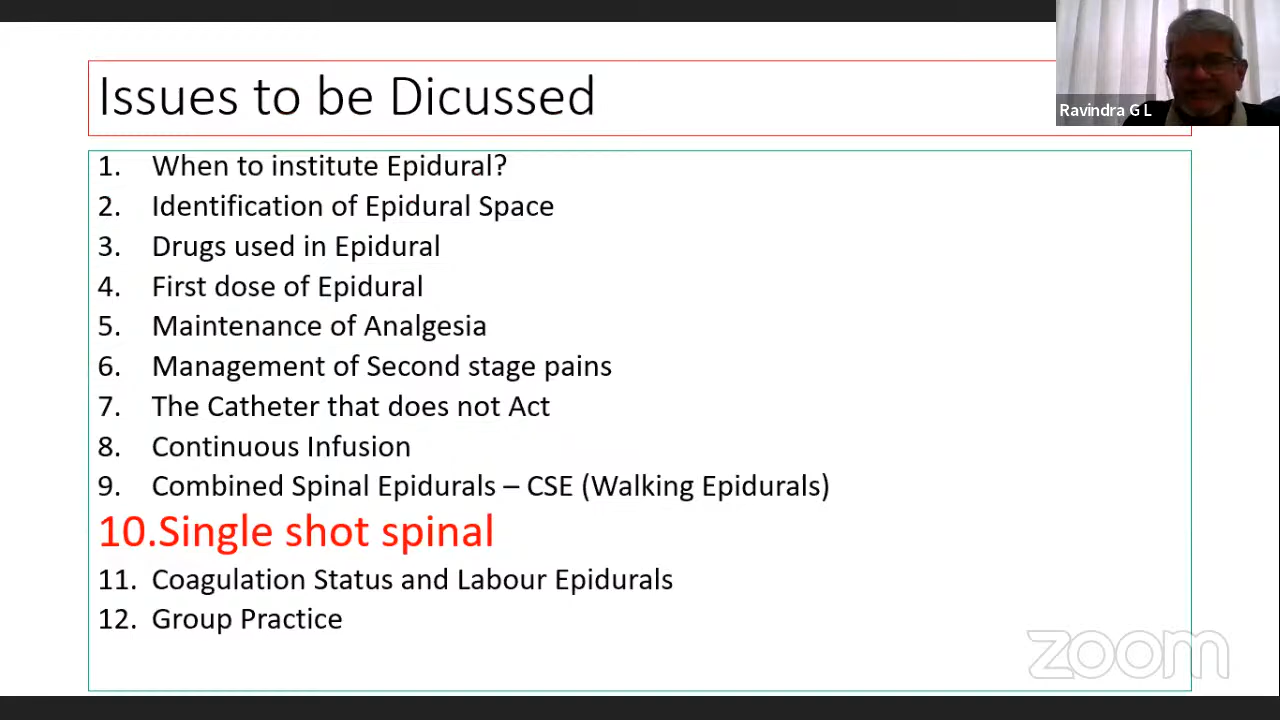 Issues to be Dicussed
Ravindra G L
1. When to institute Epidural?
2. Identification of Epidural Space
3. Drugs used in Epidural
4. First dose of Epidural
5. Maintenance of Analgesia
6. Management of Second stage pains
7. The Catheter that does not Act
8. Continuous Infusion
9. Combined Spinal Epidurals – CSE (Walking Epidurals)
10.Single shot spinal
11. Coagulation Status and Labour Epidurals
12. Group Practice
zoom